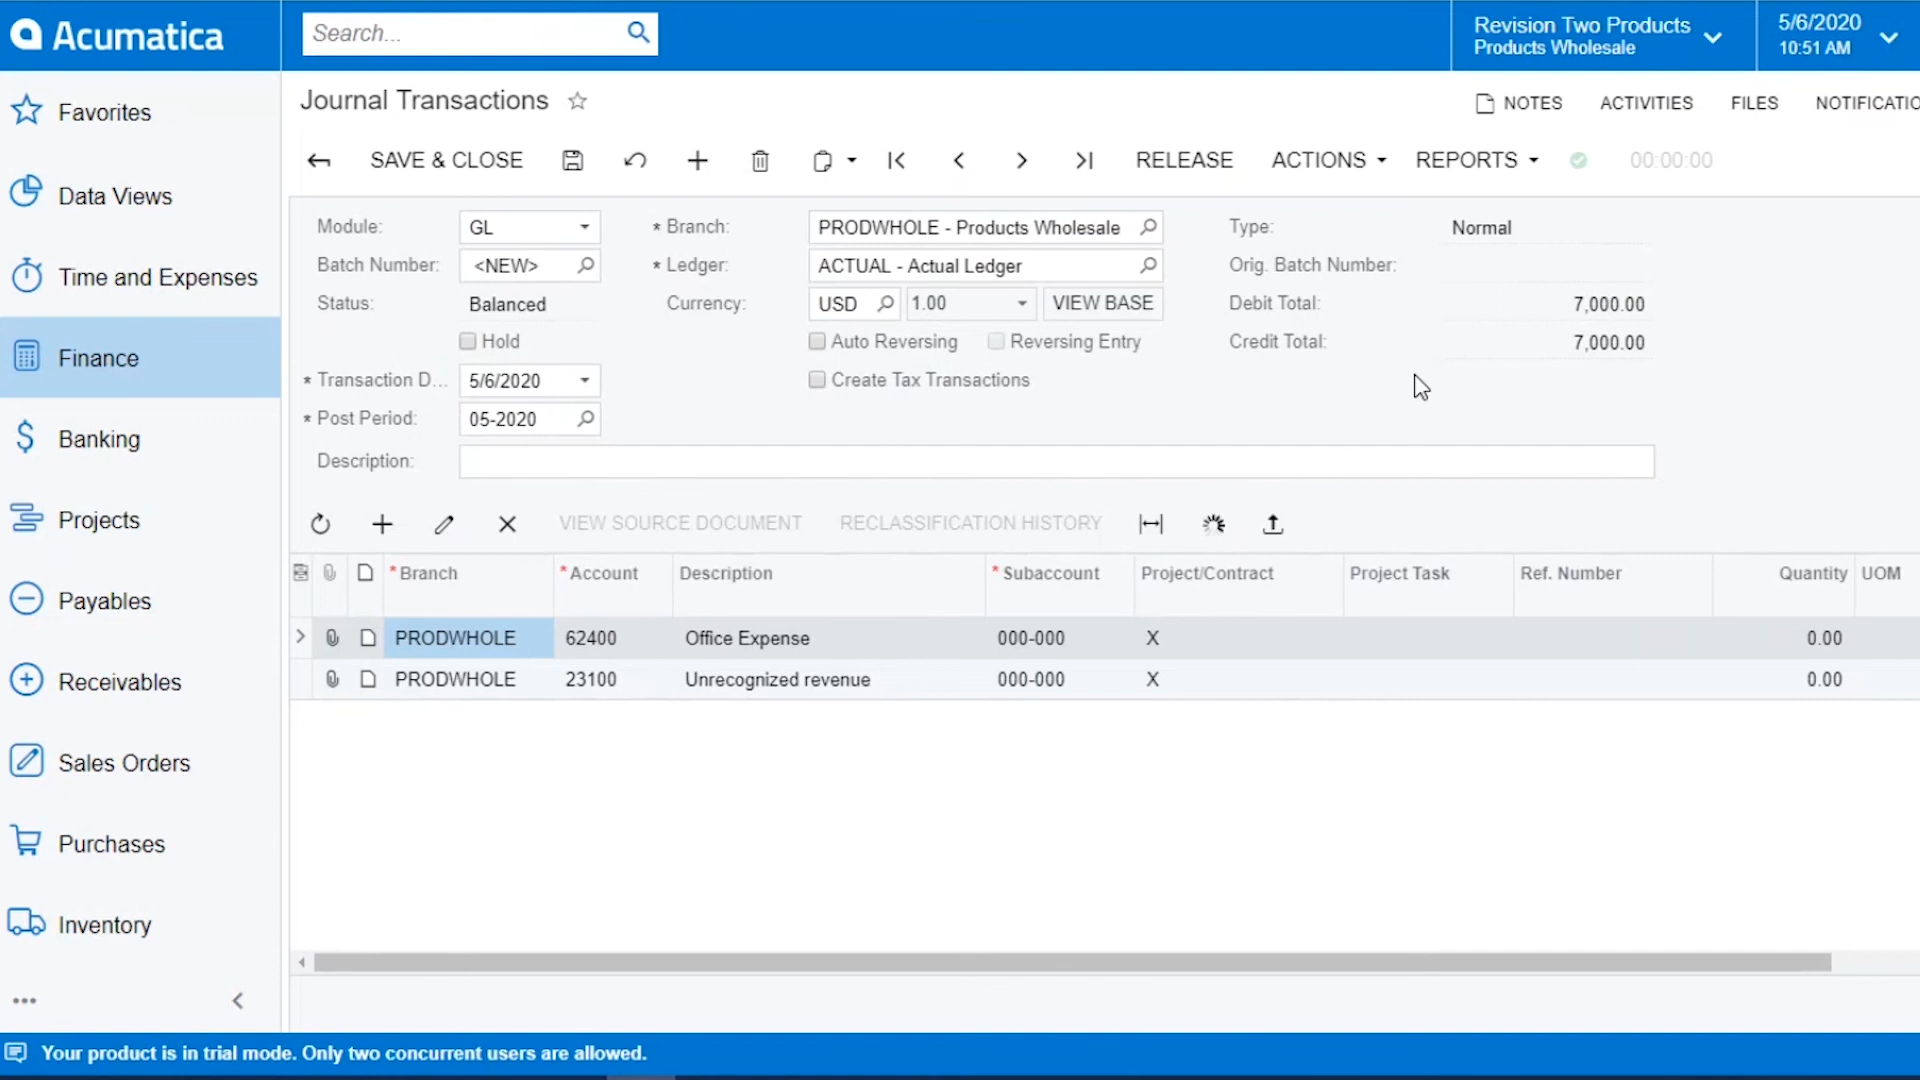 Acumatica
Search...
Revision Two Products
Products Wholesale
5/6/2020
10:51 AM
Favorites
Data Views
Time and Expenses
Finance
Banking
Projects
Payables
Receivables
Sales Orders
Purchases
Inventory
Journal Transactions
NOTES ACTIVITIES FILES NOTIFICATIO
SAVE & CLOSE RELEASE ACTIONS REPORTS 00:00:00
Module: GL * Branch: PRODWHOLE - Products Wholesale Type: Normal
Batch Number: <NEW> * Ledger: ACTUAL - Actual Ledger Orig. Batch Number:
Status: Balanced Currency: USD 1.00 VIEW BASE Debit Total: 7,000.00
Hold Auto Reversing Reversing Entry Credit Total: 7,000.00
* Transaction D... 5/6/2020 Create Tax Transactions
* Post Period: 05-2020
Description:
VIEW SOURCE DOCUMENT RECLASSIFICATION HISTORY
* Branch * Account Description * Subaccount Project/Contract Project Task Ref. Number Quantity UOM
PRODWHOLE 62400 Office Expense 000-000 X 0.00
PRODWHOLE 23100 Unrecognized revenue 000-000 X 0.00
Your product is in trial mode. Only two concurrent users are allowed.